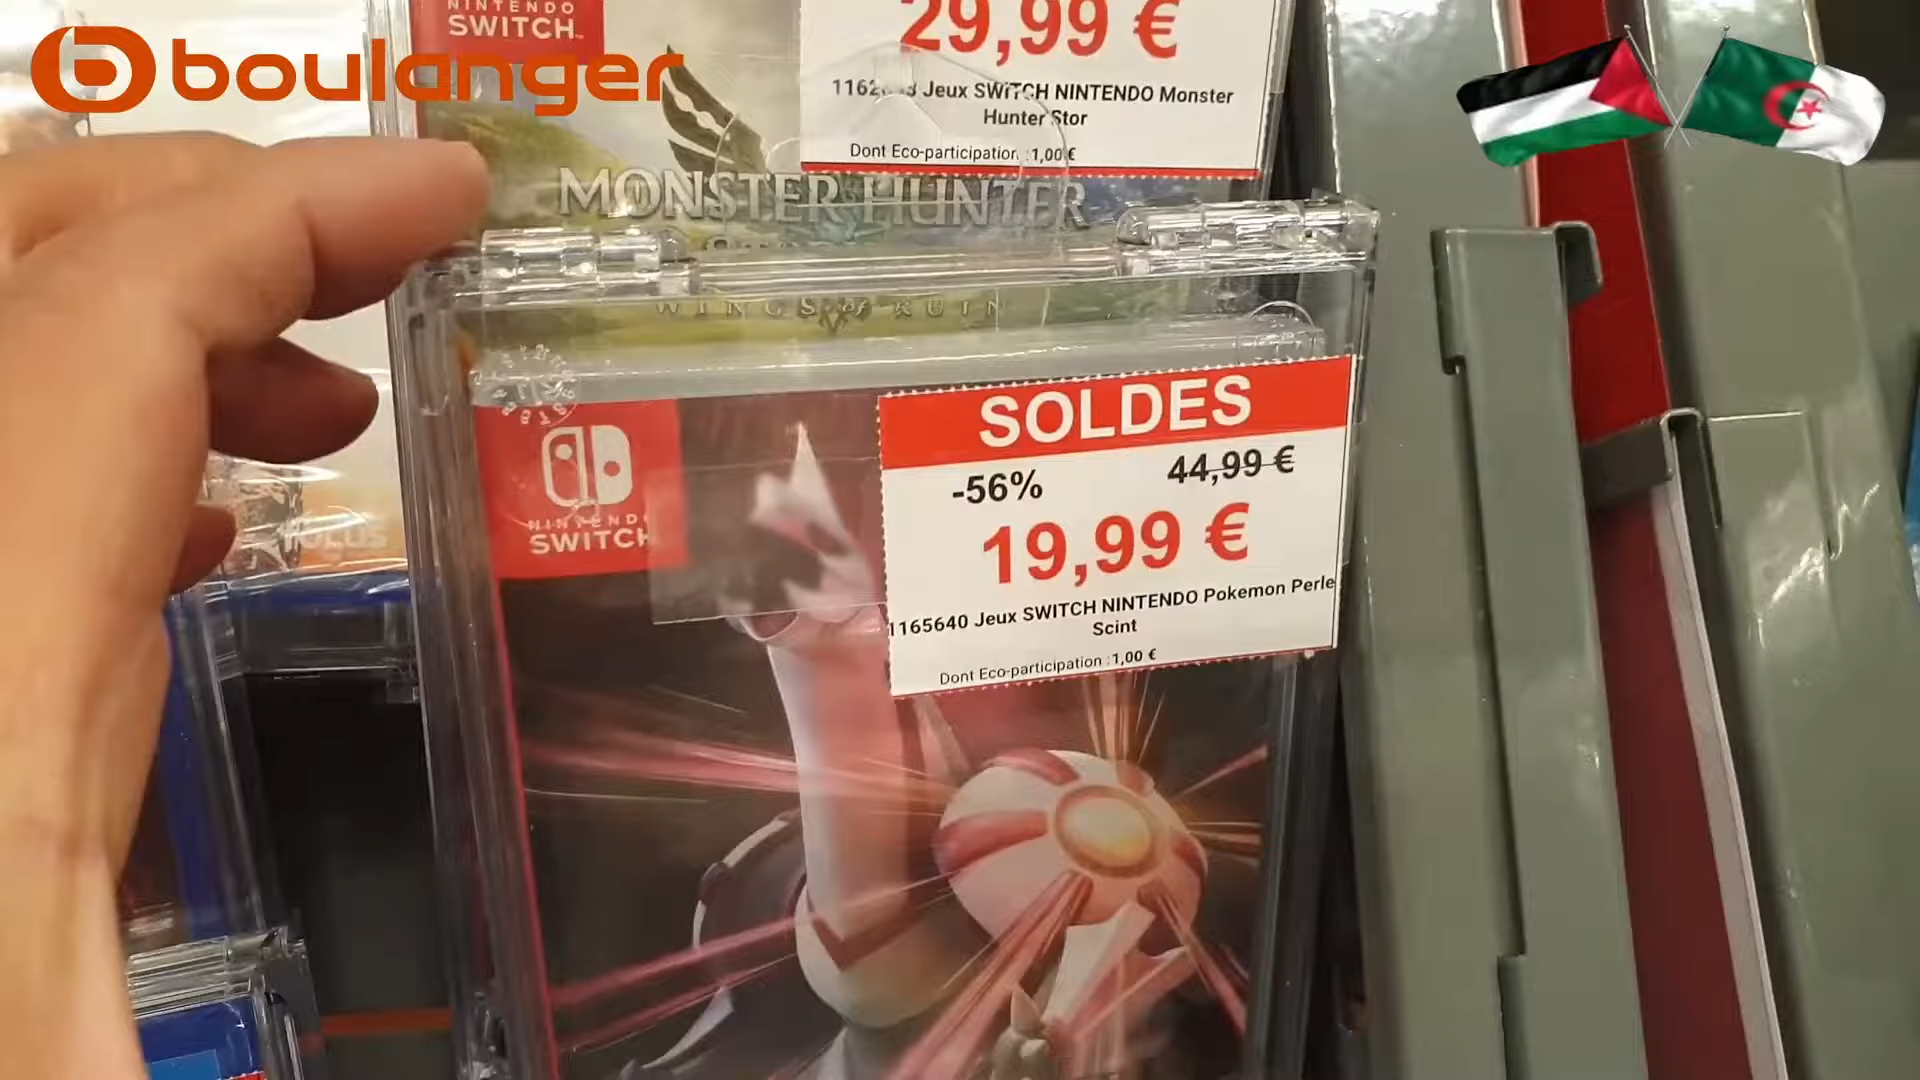 boulanger
NINTENDO
SWITCH
29,99 €
Jeux SWITCH NINTENDO Monster
Hunter Stor
Dont Eco-participation : 1,00 €
MONSTER HUNTER
WINGS of RUIN
SOLDES
-56% 44,99 €
19,99 €
1165640 Jeux SWITCH NINTENDO Pokemon Perle
Scint
Dont Eco-participation : 1,00 €
NINTENDO
SWITCH